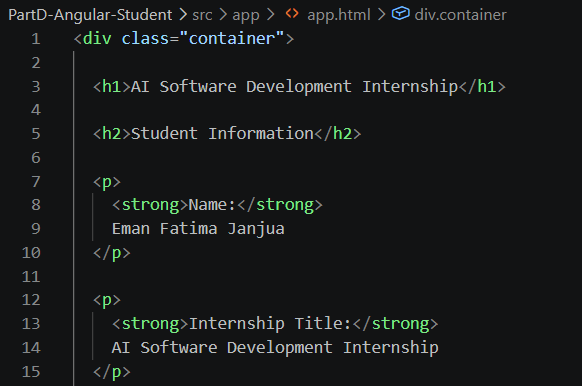 PartD-Angular-Student > src > app > <> app.html > div.container
1 <div class="container">
2
3 <h1>AI Software Development Internship</h1>
4
5 <h2>Student Information</h2>
6
7 <p>
8 <strong>Name:</strong>
9 Eman Fatima Janjua
10 </p>
11
12 <p>
13 <strong>Internship Title:</strong>
14 AI Software Development Internship
15 </p>